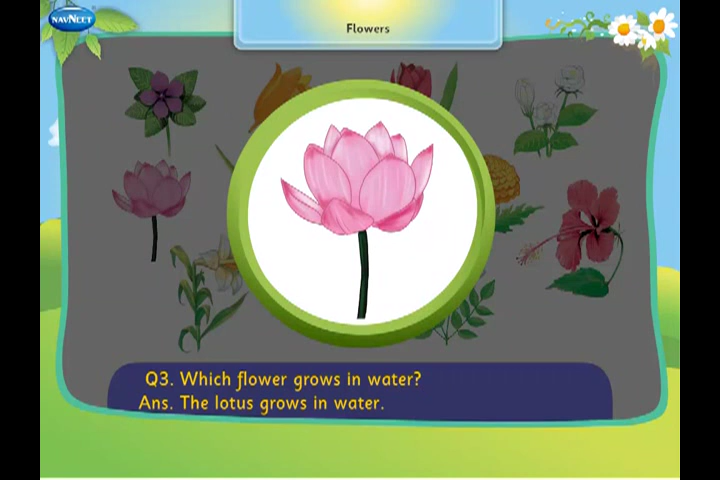 NAVNEET
Flowers
Q3. Which flower grows in water?
Ans. The lotus grows in water.